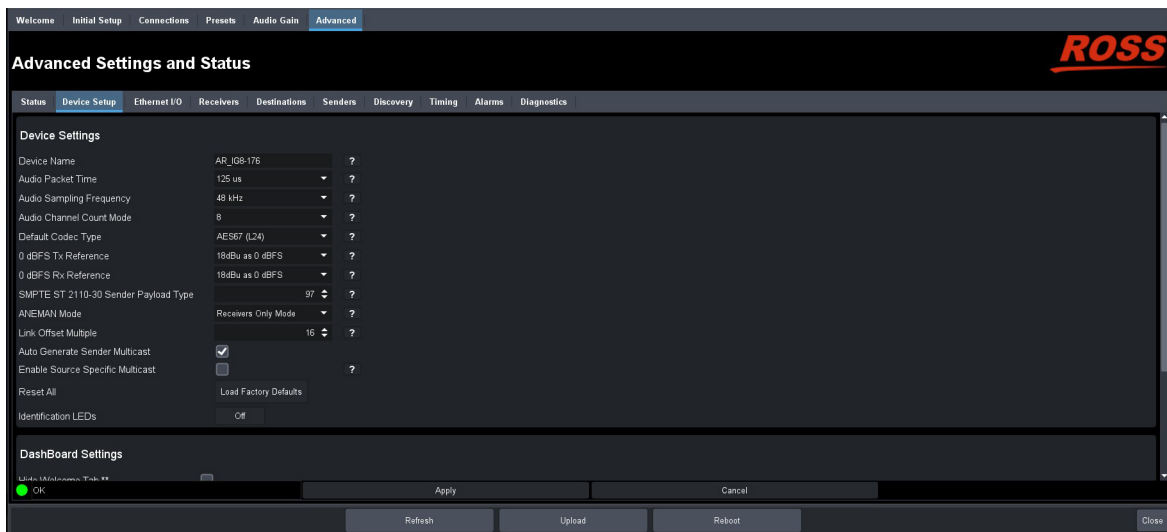 Welcome Initial Setup Connections Presets Audio Gain Advanced
ROSS
Advanced Settings and Status
Status Device Setup Ethernet I/O Receivers Destinations Senders Discovery Timing Alarms Diagnostics
Device Settings
Device Name AR_IG8-176 ?
Audio Packet Time 125 us ?
Audio Sampling Frequency 48 kHz ?
Audio Channel Count Mode 8 ?
Default Codec Type AES67 (L24) ?
0 dBFS Tx Reference 18dBu as 0 dBFS ?
0 dBFS Rx Reference 18dBu as 0 dBFS ?
SMPTE ST 2110-30 Sender Payload Type 97 ?
ANEMAN Mode Receivers Only Mode ?
Link Offset Multiple 16 ?
Auto Generate Sender Multicast
Enable Source Specific Multicast ?
Reset All Load Factory Defaults
Identification LEDs Off
DashBoard Settings
Hide Welcome Tab **
OK Apply Cancel
Refresh Upload Reboot Close